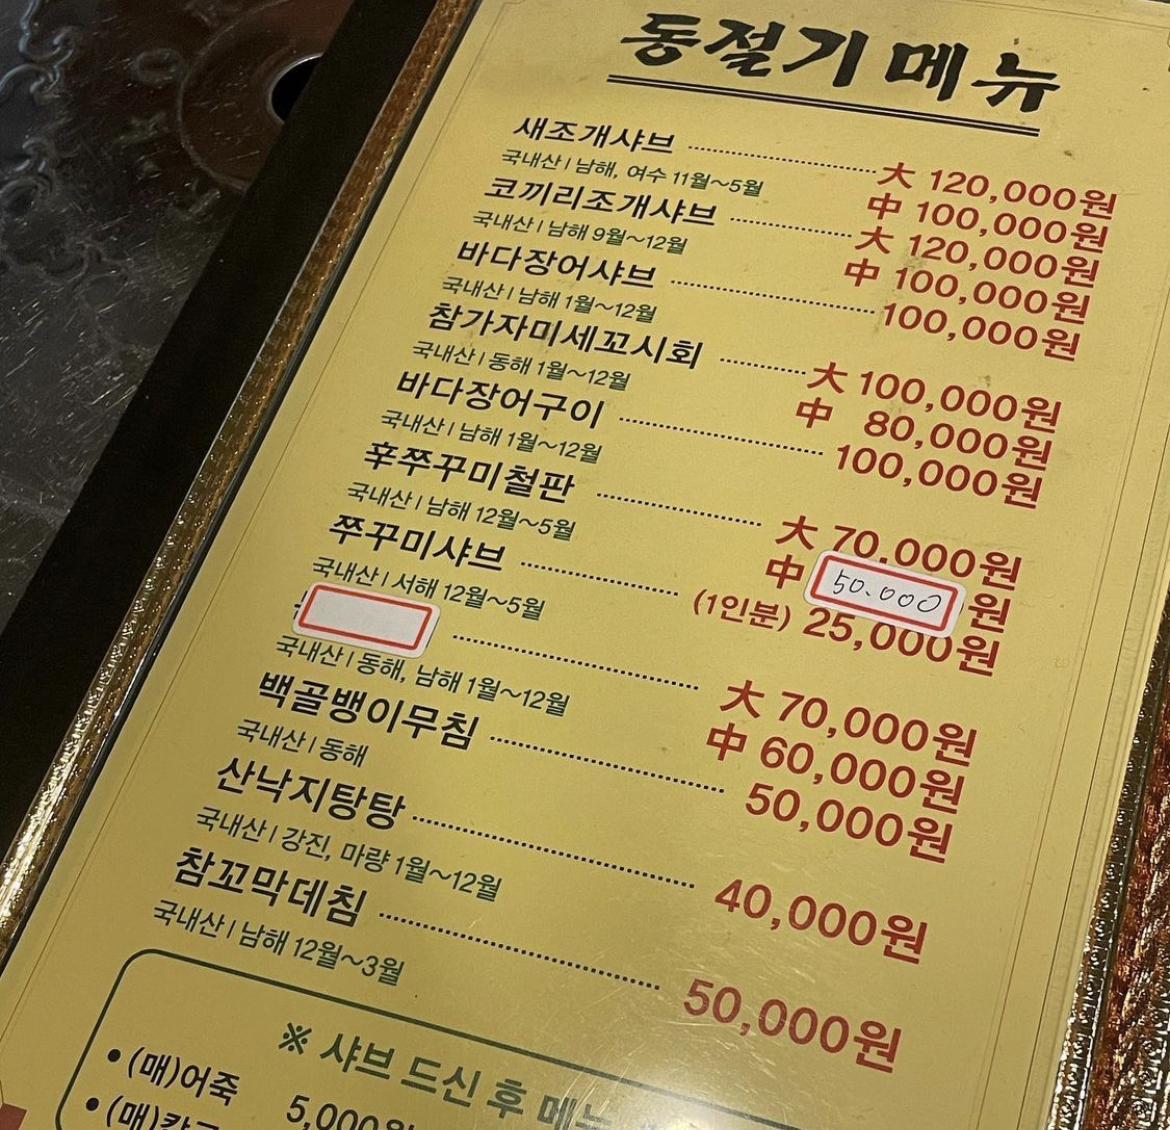 동절기 메뉴
새조개샤브 大 120,000원
국내산 | 남해, 여수 11월~5월 中 100,000원
코끼리조개샤브 大 120,000원
국내산 | 남해 9월~12월 中 100,000원
바다장어샤브 100,000원
국내산 | 남해 1월~12월
참가자미세꼬시회 大 100,000원
국내산 | 동해 1월~12월 中 80,000원
바다장어구이 100,000원
국내산 | 남해 1월~12월
辛쭈꾸미철판 大 70,000원
국내산 | 남해 12월~5월 中 50.000원
쭈꾸미샤브 (1인분) 25,000원
국내산 | 서해 12월~5월
大 70,000원
국내산 | 동해, 남해 1월~12월 中 60,000원
백골뱅이무침 50,000원
국내산 | 동해
산낙지탕탕 40,000원
국내산 | 강진, 마량 1월~12월
참꼬막데침 50,000원
국내산 | 남해 12월~3월
※ 샤브 드신 후 메뉴
• (매)어죽 5,000원